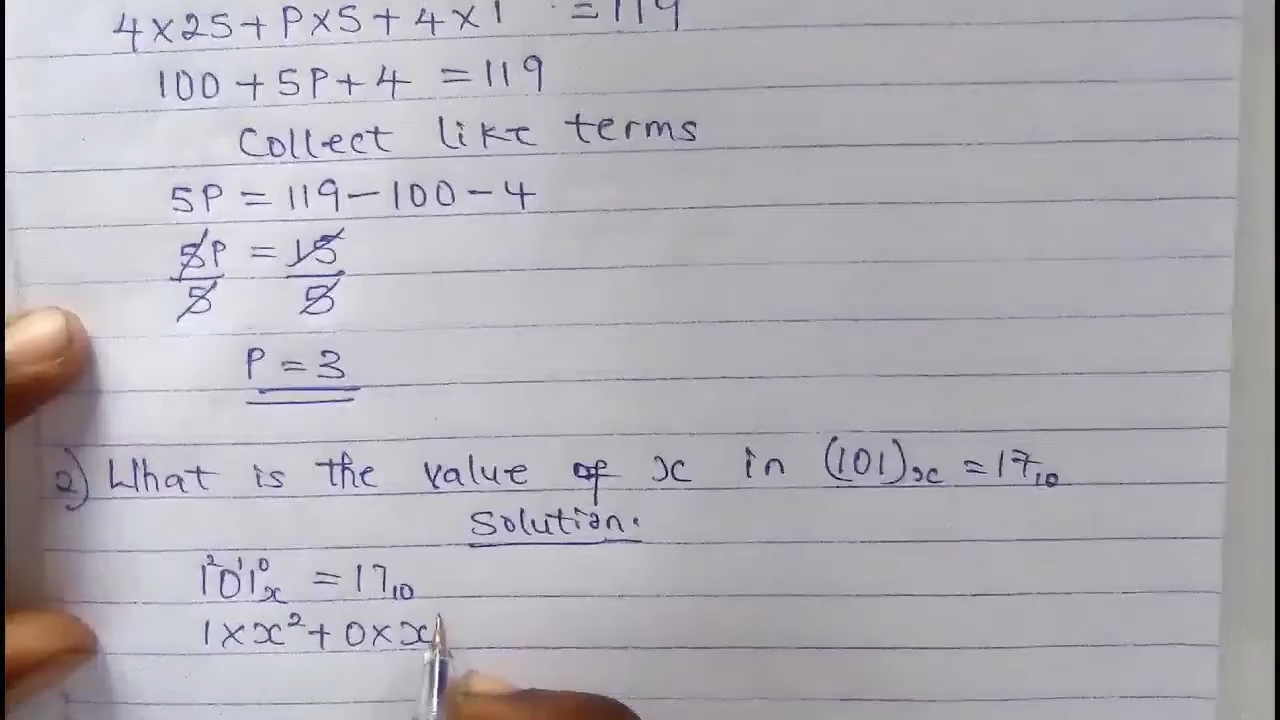 4×25+P×5+4×1 =119
100+5P+4 =119
Collect like terms
5P = 119-100-4
5P = 15
5 5
P = 3
2) What is the value of x in (101)ₓ = 17₁₀
Solution.
1²0¹1⁰ₓ = 17₁₀
1×x²+0×x